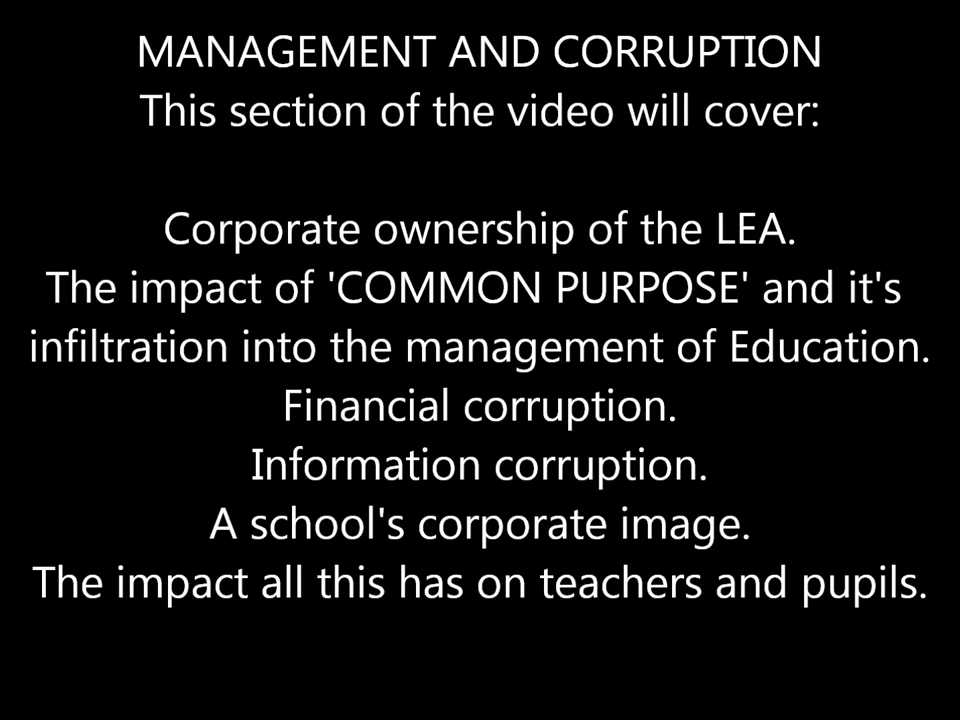 MANAGEMENT AND CORRUPTION
This section of the video will cover:
Corporate ownership of the LEA.
The impact of 'COMMON PURPOSE' and it's
infiltration into the management of Education.
Financial corruption.
Information corruption.
A school's corporate image.
The impact all this has on teachers and pupils.